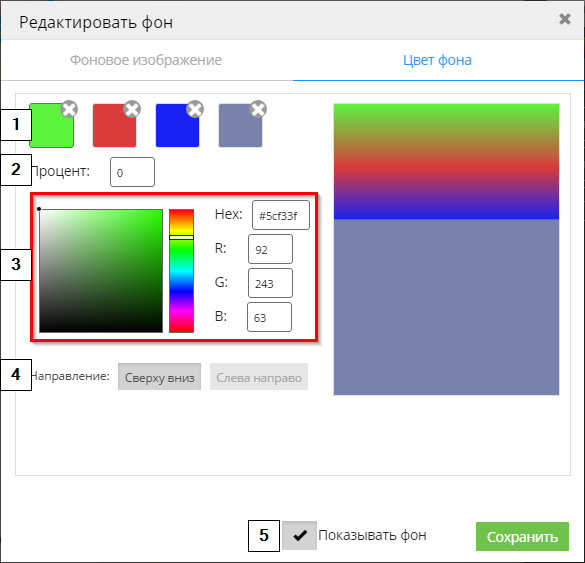 Редактировать фон
Фоновое изображение
Цвет фона
1
2 Процент: 0
3
Hex: #5cf33f
R: 92
G: 243
B: 63
4 Направление: Сверху вниз Слева направо
5 Показывать фон Сохранить